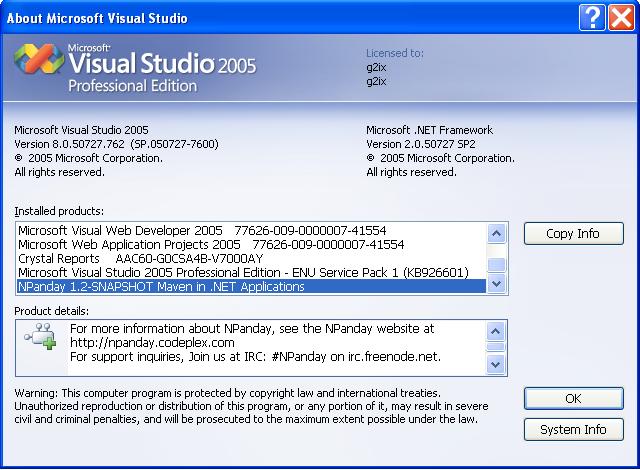 About Microsoft Visual Studio
Microsoft®
Visual Studio 2005
Professional Edition
Licensed to:
g2ix
g2ix
Microsoft Visual Studio 2005
Version 8.0.50727.762 (SP.050727-7600)
© 2005 Microsoft Corporation.
All rights reserved.
Microsoft .NET Framework
Version 2.0.50727 SP2
© 2005 Microsoft Corporation.
All rights reserved.
Installed products:
Microsoft Visual Web Developer 2005 77626-009-0000007-41554
Microsoft Web Application Projects 2005 77626-009-0000007-41554
Crystal Reports AAC60-G0CSA4B-V7000AY
Microsoft Visual Studio 2005 Professional Edition - ENU Service Pack 1 (KB926601)
NPanday 1.2-SNAPSHOT Maven in .NET Applications
Copy Info
Product details:
For more information about NPanday, see the NPanday website at
http://npanday.codeplex.com
For support inquiries, Join us at IRC: #NPanday on irc.freenode.net.
Warning: This computer program is protected by copyright law and international treaties.
Unauthorized reproduction or distribution of this program, or any portion of it, may result in severe
civil and criminal penalties, and will be prosecuted to the maximum extent possible under the law.
OK
System Info